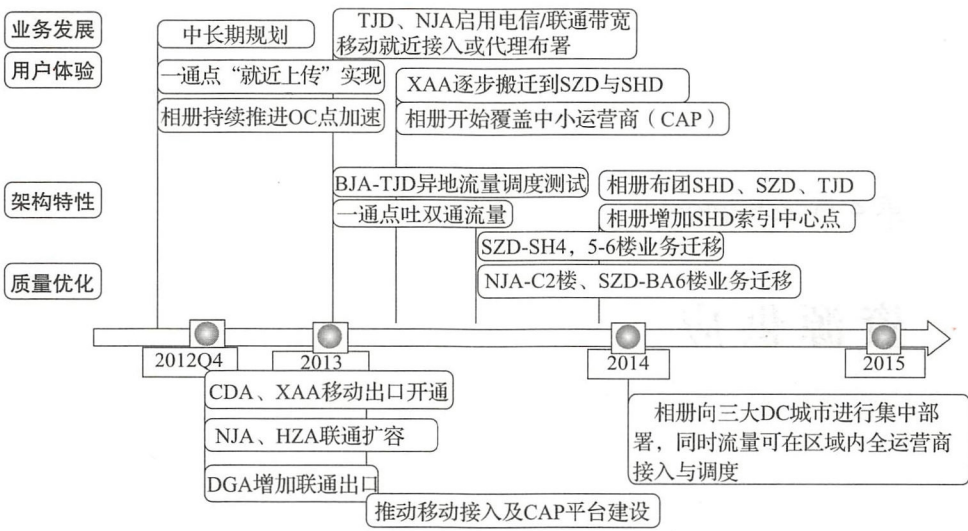 业务发展
用户体验
架构特性
质量优化
中长期规划
TJD、NJA启用电信/联通带宽
移动就近接入或代理布署
一通点“就近上传”实现
XAA逐步搬迁到SZD与SHD
相册持续推进OC点加速
相册开始覆盖中小运营商（CAP）
BJA-TJD异地流量调度测试
相册布团SHD、SZD、TJD
一通点吐双通流量
相册增加SHD索引中心点
SZD-SH4，5-6楼业务迁移
NJA-C2楼、SZD-BA6楼业务迁移
2012Q4
2013
2014
2015
CDA、XAA移动出口开通
NJA、HZA联通扩容
DGA增加联通出口
推动移动接入及CAP平台建设
相册向三大DC城市进行集中部
署，同时流量可在区域内全运营商
接入与调度